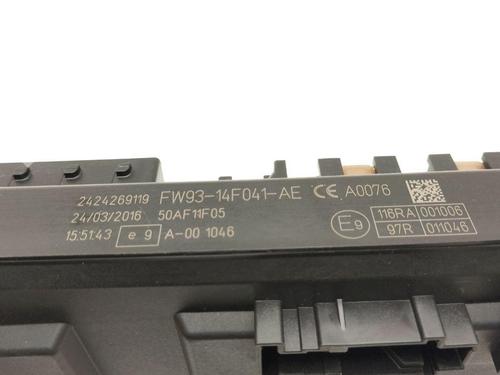 2424269119 FW93-14F041-AE CE A0076
24/03/2016 50AF11F05
15:51:43 e 9 A-00 1046
E9 116RA 001006
97R 011046